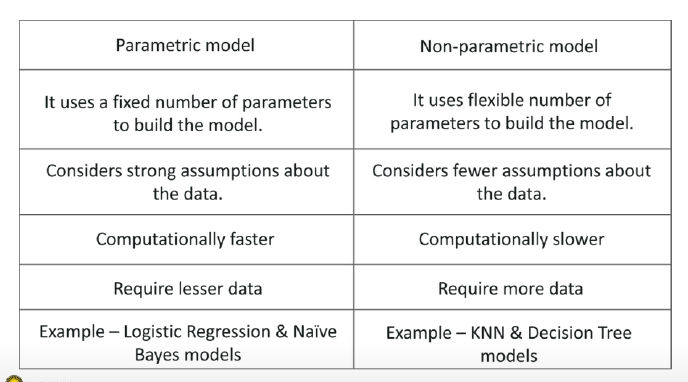 Parametric model
Non-parametric model
It uses a fixed number of parameters
to build the model.
It uses flexible number of
parameters to build the model.
Considers strong assumptions about
the data.
Considers fewer assumptions about
the data.
Computationally faster
Computationally slower
Require lesser data
Require more data
Example – Logistic Regression & Naïve
Bayes models
Example – KNN & Decision Tree
models